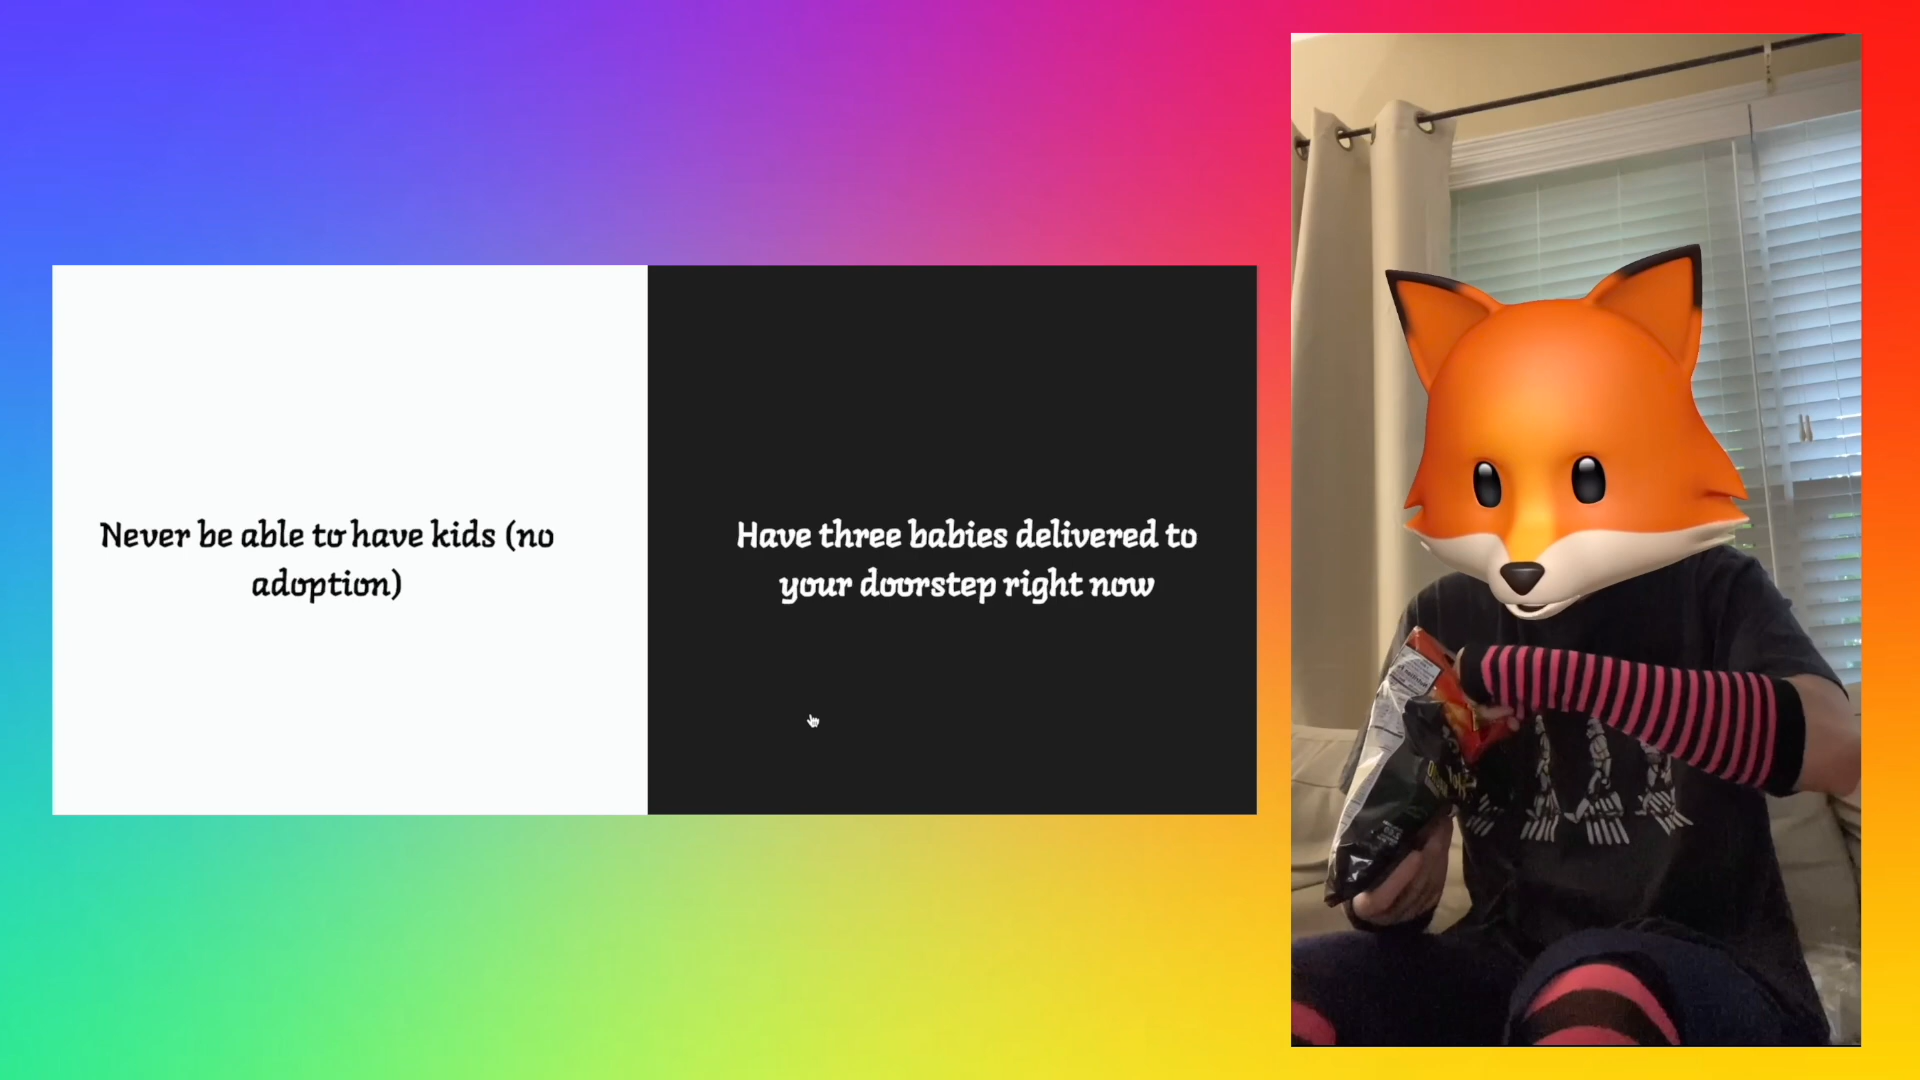 Never be able to have kids (no
adoption)
Have three babies delivered to
your doorstep right now